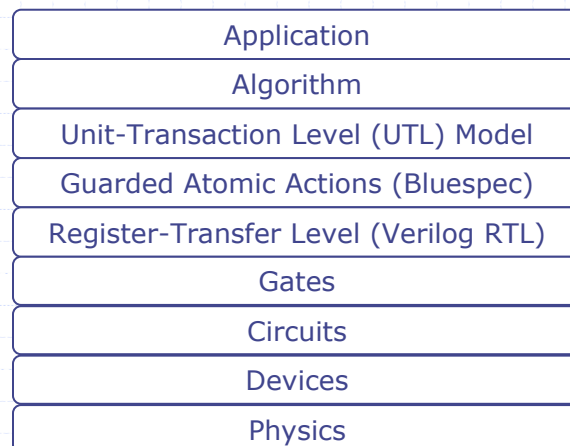 Application
Algorithm
Unit-Transaction Level (UTL) Model
Guarded Atomic Actions (Bluespec)
Register-Transfer Level (Verilog RTL)
Gates
Circuits
Devices
Physics